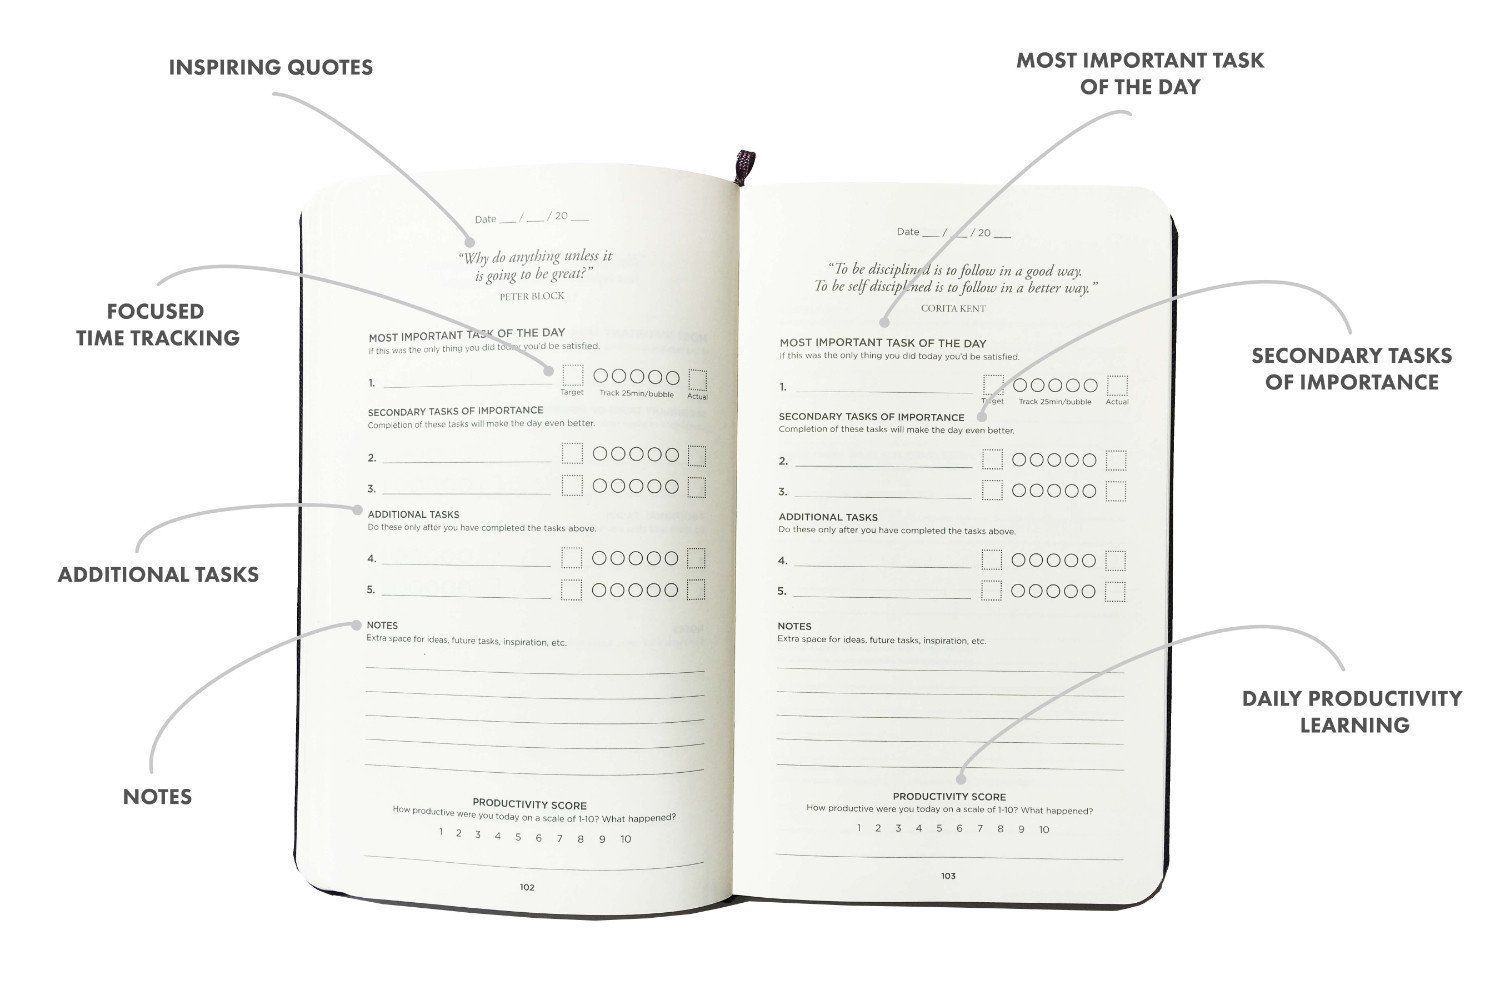 INSPIRING QUOTES
MOST IMPORTANT TASK
OF THE DAY
FOCUSED
TIME TRACKING
SECONDARY TASKS
OF IMPORTANCE
ADDITIONAL TASKS
NOTES
DAILY PRODUCTIVITY
LEARNING
Date ___ / ___ / 20 ___
“Why do anything unless it
is going to be great?”
PETER BLOCK
MOST IMPORTANT TASK OF THE DAY
If this was the only thing you did today you'd be satisfied.
1.
Target Track 25min/bubble Actual
SECONDARY TASKS OF IMPORTANCE
Completion of these tasks will make the day even better.
2.
3.
ADDITIONAL TASKS
Do these only after you have completed the tasks above.
4.
5.
NOTES
Extra space for ideas, future tasks, inspiration, etc.
PRODUCTIVITY SCORE
How productive were you today on a scale of 1-10? What happened?
1 2 3 4 5 6 7 8 9 10
102
Date ___ / ___ / 20 ___
“To be disciplined is to follow in a good way.
To be self disciplined is to follow in a better way.”
CORITA KENT
MOST IMPORTANT TASK OF THE DAY
If this was the only thing you did today you'd be satisfied.
1.
Target Track 25min/bubble Actual
SECONDARY TASKS OF IMPORTANCE
Completion of these tasks will make the day even better.
2.
3.
ADDITIONAL TASKS
Do these only after you have completed the tasks above.
4.
5.
NOTES
Extra space for ideas, future tasks, inspiration, etc.
PRODUCTIVITY SCORE
How productive were you today on a scale of 1-10? What happened?
1 2 3 4 5 6 7 8 9 10
103